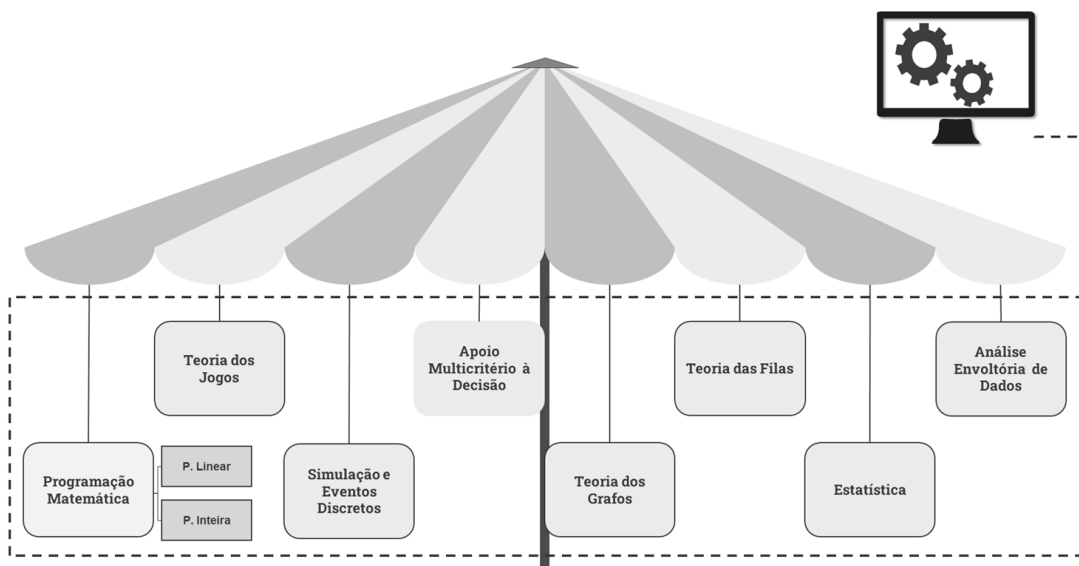 Teoria dos
Jogos
Apoio
Multicritério à
Decisão
Teoria das Filas
Análise
Envoltória de
Dados
Programação
Matemática
P. Linear
P. Inteira
Simulação e
Eventos
Discretos
Teoria dos
Grafos
Estatística